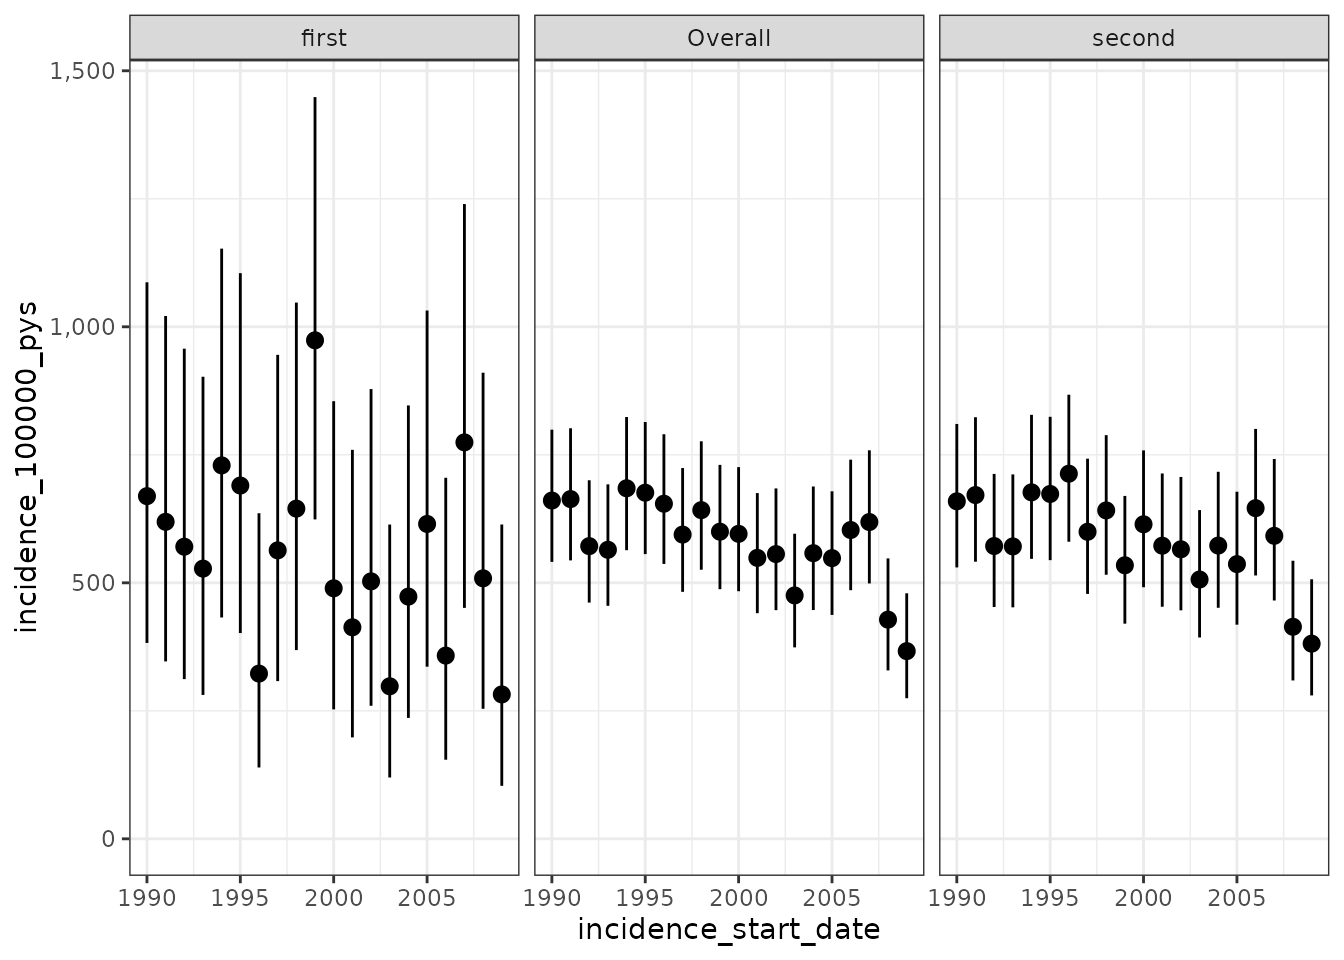 first Overall second
1,500
1,000
500
0
incidence_100000_pys
1990 1995 2000 2005 1990 1995 2000 2005 1990 1995 2000 2005
incidence_start_date